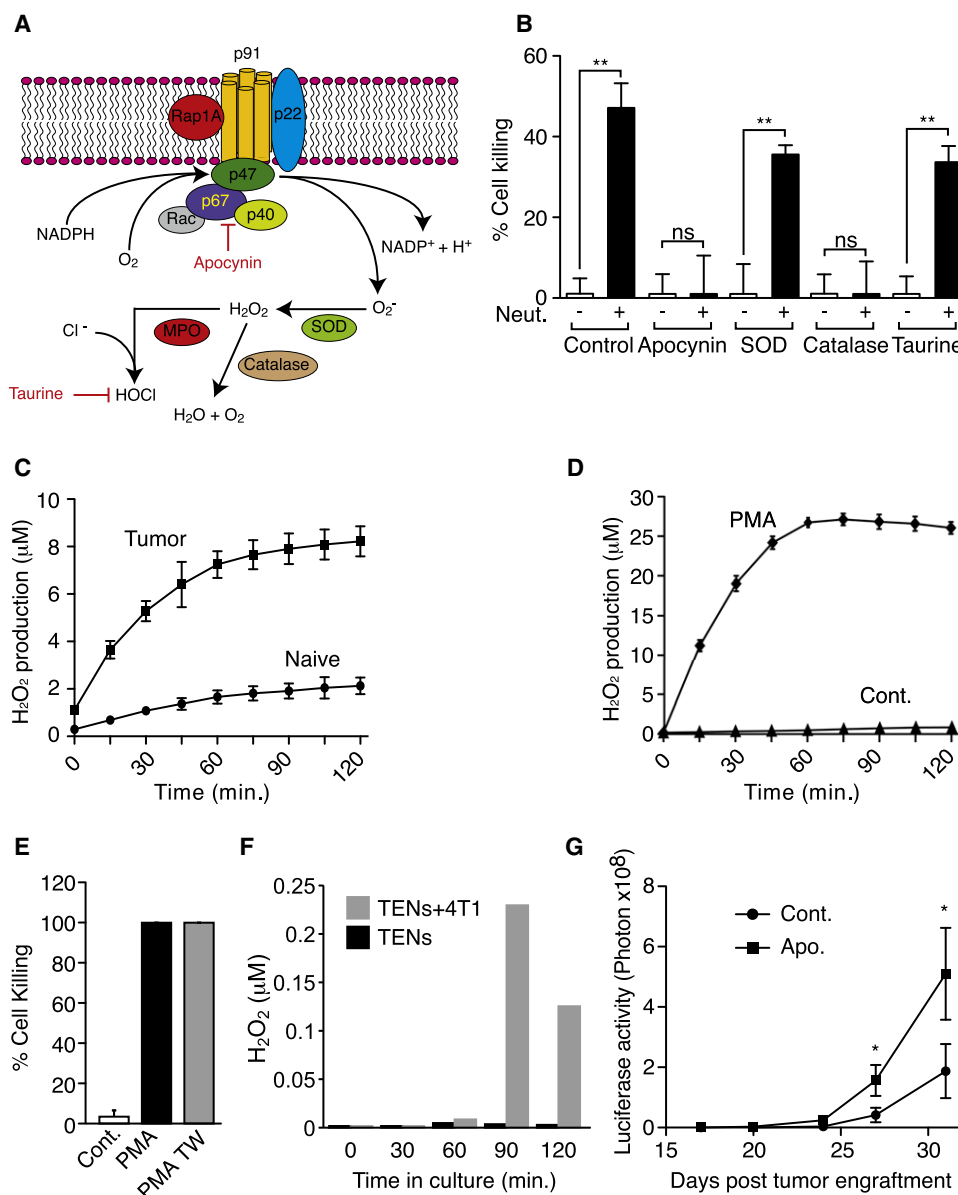 A
p91
Rap1A
p22
p47
p67
Rac
p40
NADPH
O₂
Apocynin
NADP⁺ + H⁺
O₂⁻
H₂O₂
SOD
MPO
Cl⁻
Catalase
Taurine
HOCl
H₂O + O₂
B
% Cell killing
60
40
20
0
**
ns
**
ns
**
Neut.
- + - + - + - + - +
Control Apocynin SOD Catalase Taurine
C
H₂O₂ production (μM)
10
8
6
4
2
0
Tumor
Naive
0 30 60 90 120
Time (min.)
D
H₂O₂ production (μM)
30
25
20
15
10
5
0
PMA
Cont.
0 30 60 90 120
Time (min.)
E
% Cell Killing
120
100
80
60
40
20
0
Cont. PMA PMA TW
F
H₂O₂ (μM)
0.25
0.2
0.15
0.1
0.05
0
TENs+4T1
TENs
0 30 60 90 120
Time in culture (min.)
G
Luciferase activity (Photon x10⁸)
8
6
4
2
0
Cont.
Apo.
*
*
15 20 25 30
Days post tumor engraftment